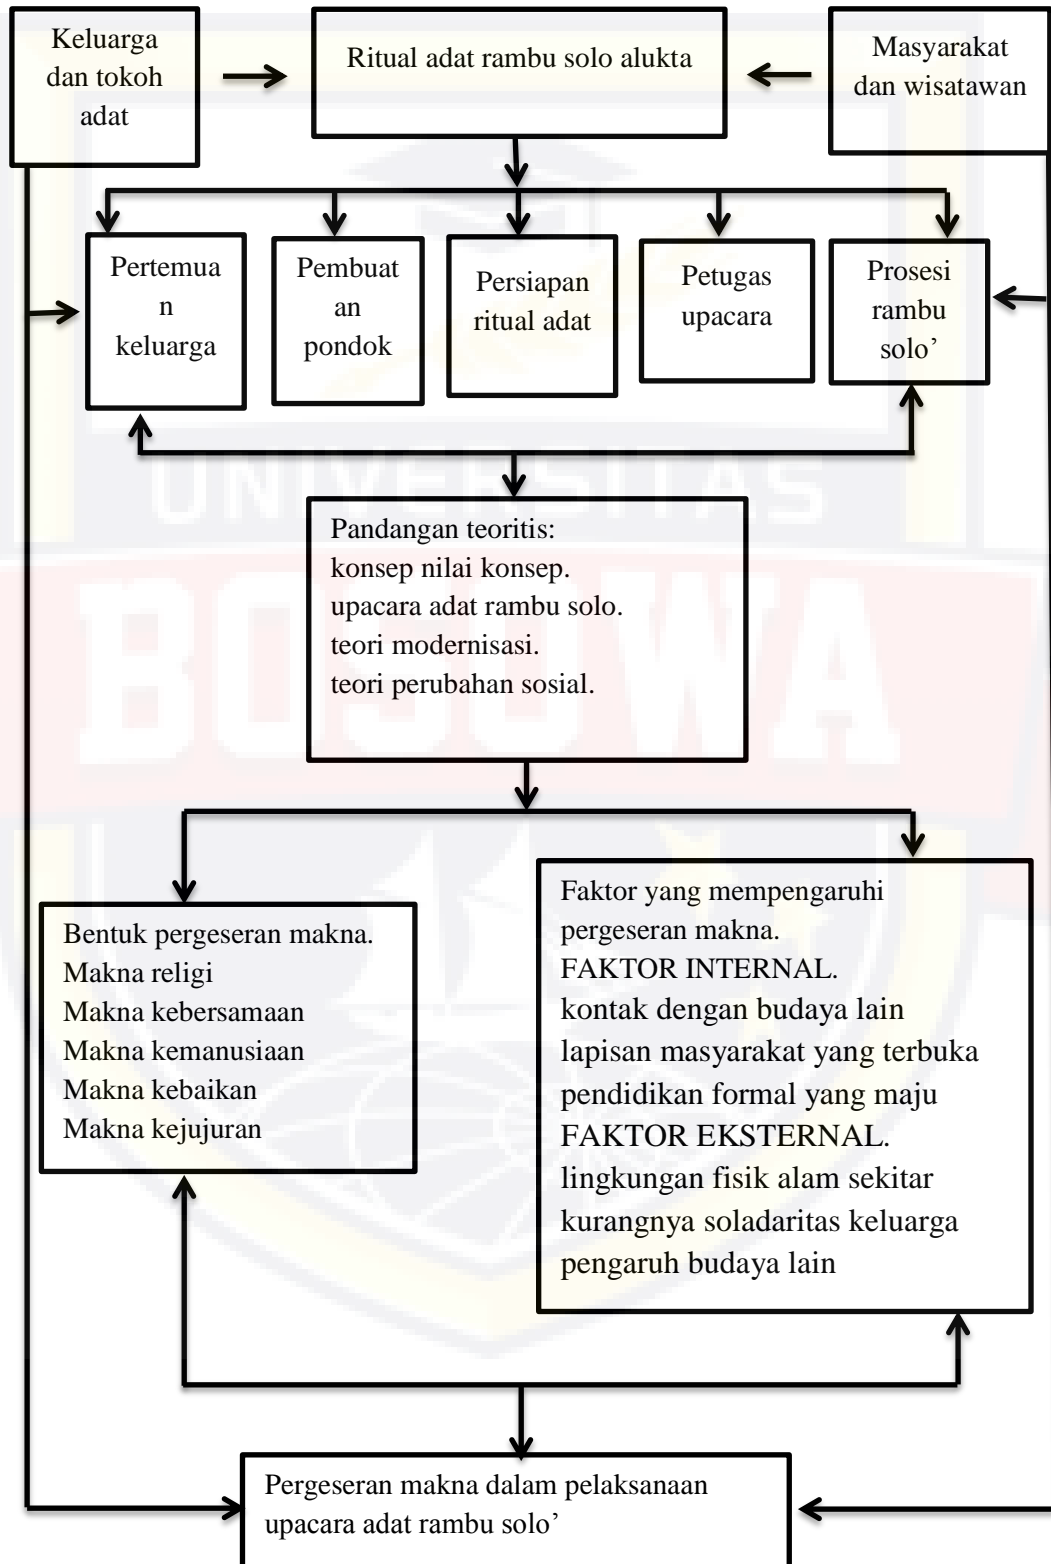 Keluarga
dan tokoh
adat
Ritual adat rambu solo alukta
Masyarakat
dan wisatawan
Pertemua
n
keluarga
Pembuat
an
pondok
Persiapan
ritual adat
Petugas
upacara
Prosesi
rambu
solo’
UNIVERSITAS
Pandangan teoritis:
konsep nilai konsep.
upacara adat rambu solo.
teori modernisasi.
teori perubahan sosial.
BOSOWA
Bentuk pergeseran makna.
Makna religi
Makna kebersamaan
Makna kemanusiaan
Makna kebaikan
Makna kejujuran
Faktor yang mempengaruhi
pergeseran makna.
FAKTOR INTERNAL.
kontak dengan budaya lain
lapisan masyarakat yang terbuka
pendidikan formal yang maju
FAKTOR EKSTERNAL.
lingkungan fisik alam sekitar
kurangnya soladaritas keluarga
pengaruh budaya lain
Pergeseran makna dalam pelaksanaan
upacara adat rambu solo’